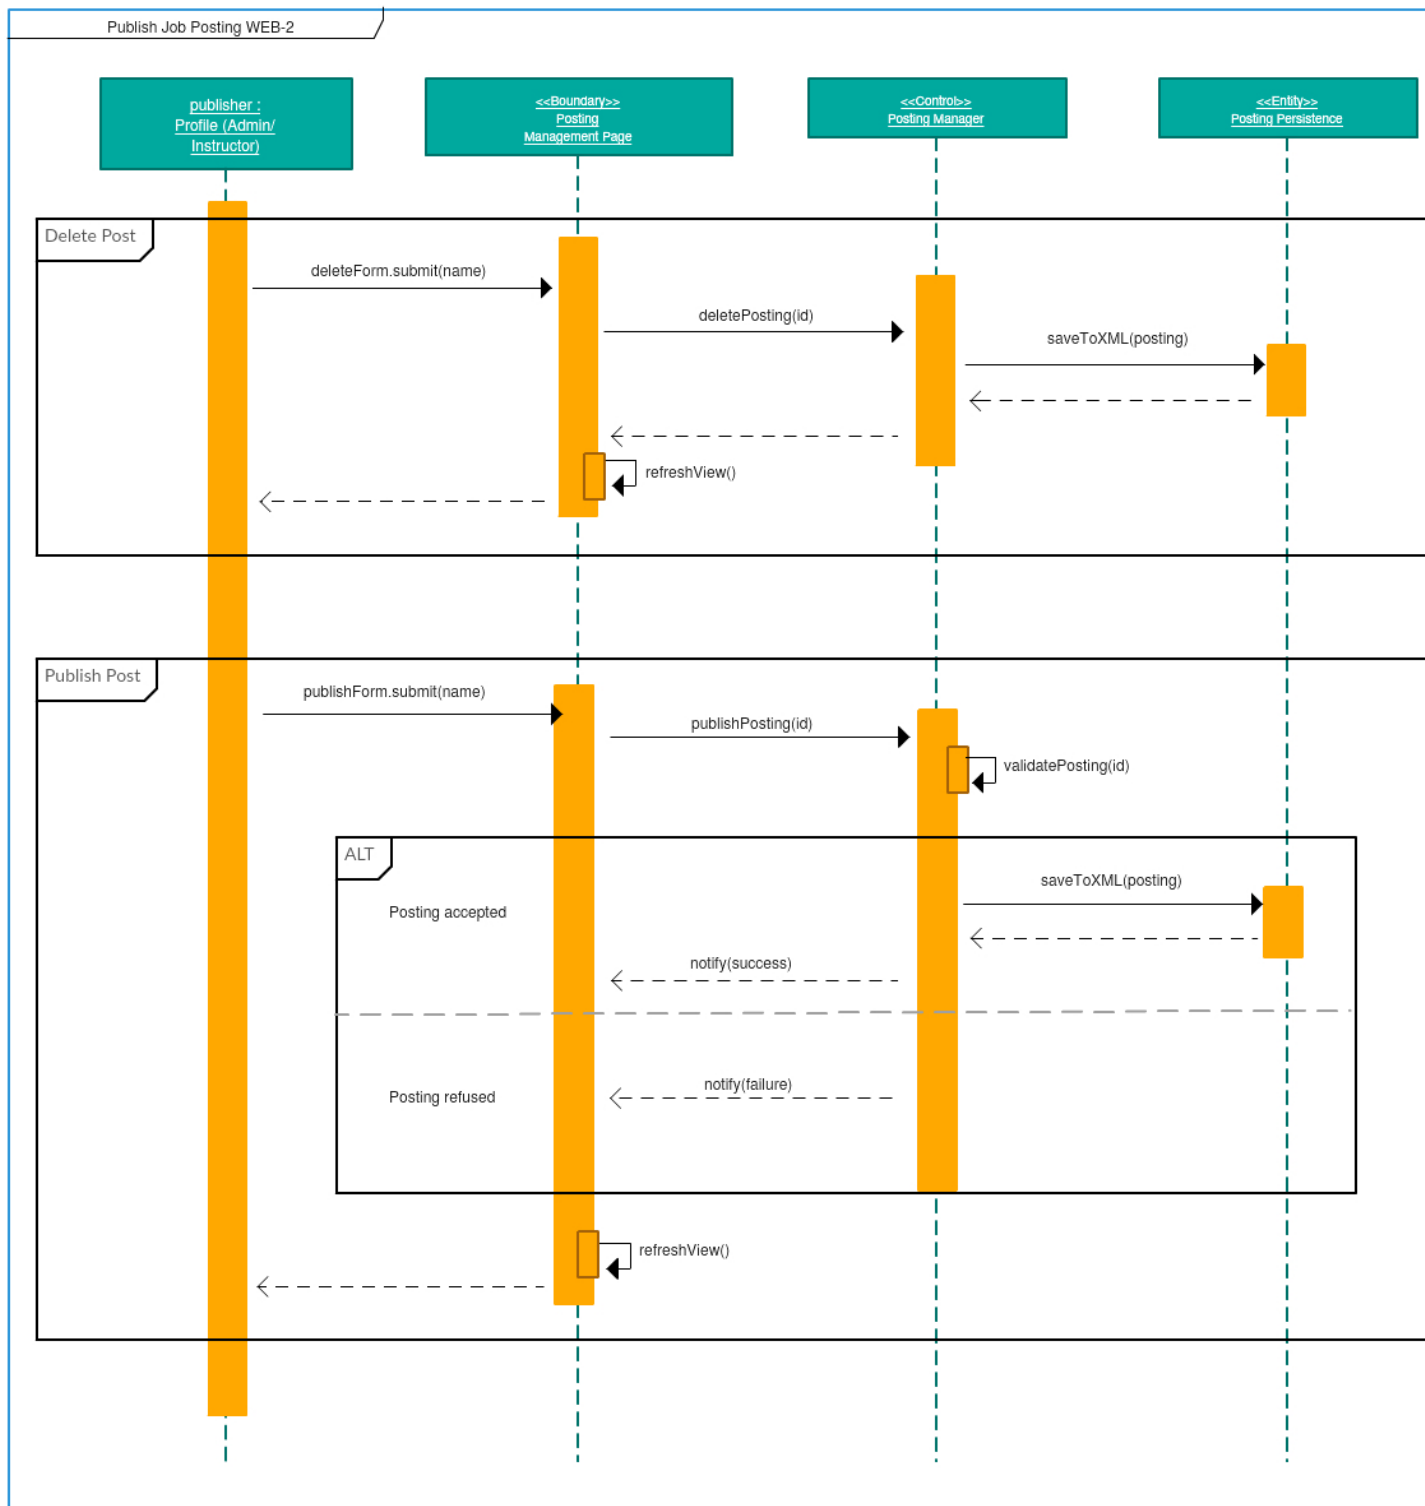 Publish Job Posting WEB-2
publisher :
Profile (Admin/
Instructor)
<<Boundary>>
Posting
Management Page
<<Control>>
Posting Manager
<<Entity>>
Posting Persistence
Delete Post
deleteForm.submit(name)
deletePosting(id)
saveToXML(posting)
refreshView()
Publish Post
publishForm.submit(name)
publishPosting(id)
validatePosting(id)
ALT
saveToXML(posting)
Posting accepted
notify(success)
notify(failure)
Posting refused
refreshView()